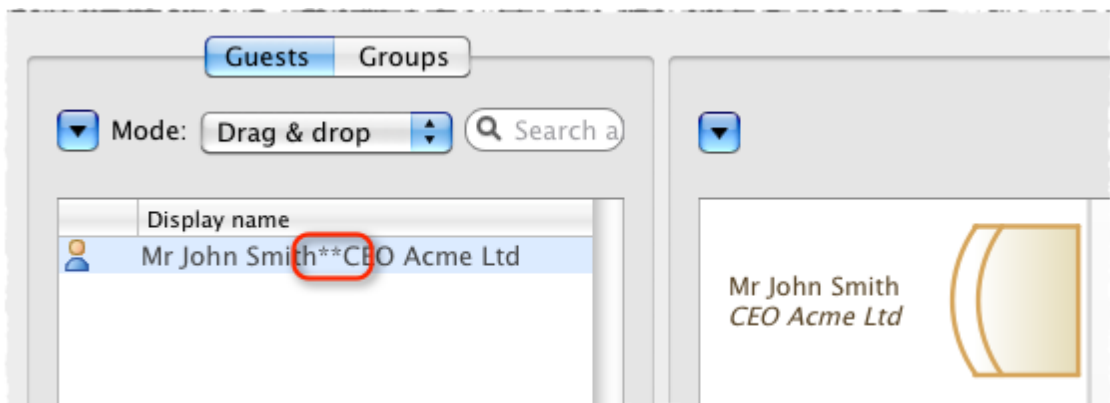 Guests Groups
Mode: Drag & drop Search a
Display name
Mr John Smith**CEO Acme Ltd
Mr John Smith
CEO Acme Ltd